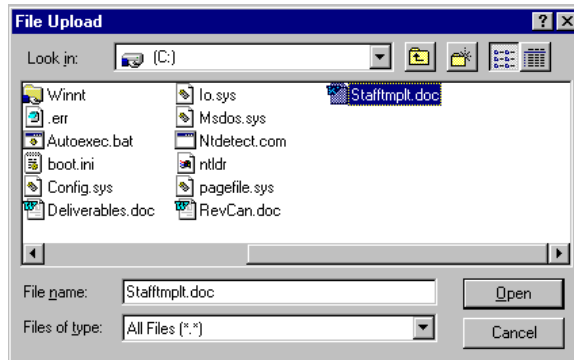 File Upload
Look in: (C:)
Winnt Io.sys Stafftmplt.doc
.err Msdos.sys
Autoexec.bat Ntdetect.com
boot.ini ntldr
Config.sys pagefile.sys
Deliverables.doc RevCan.doc
File name: Stafftmplt.doc Open
Files of type: All Files (*.*) Cancel